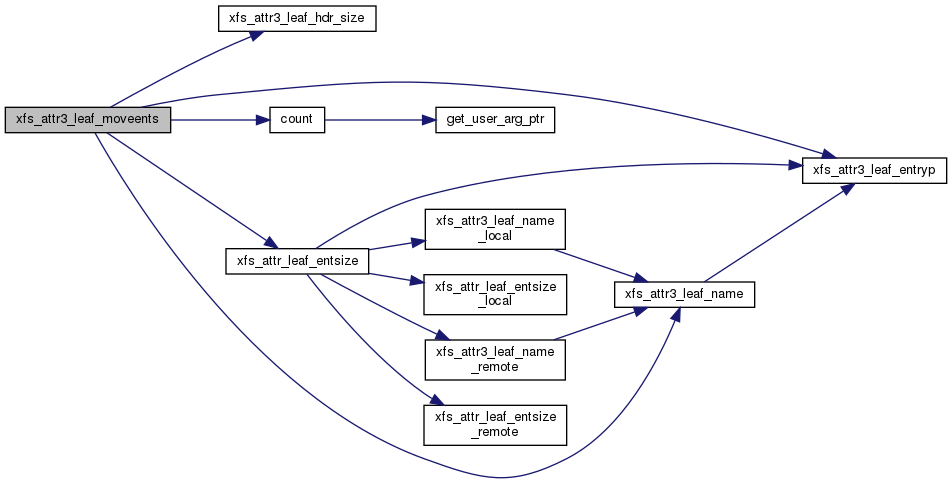 xfs_attr3_leaf_hdr_size
xfs_attr3_leaf_moveents
count
get_user_arg_ptr
xfs_attr3_leaf_entryp
xfs_attr3_leaf_name
_local
xfs_attr_leaf_entsize
xfs_attr_leaf_entsize
_local
xfs_attr3_leaf_name
xfs_attr3_leaf_name
_remote
xfs_attr_leaf_entsize
_remote